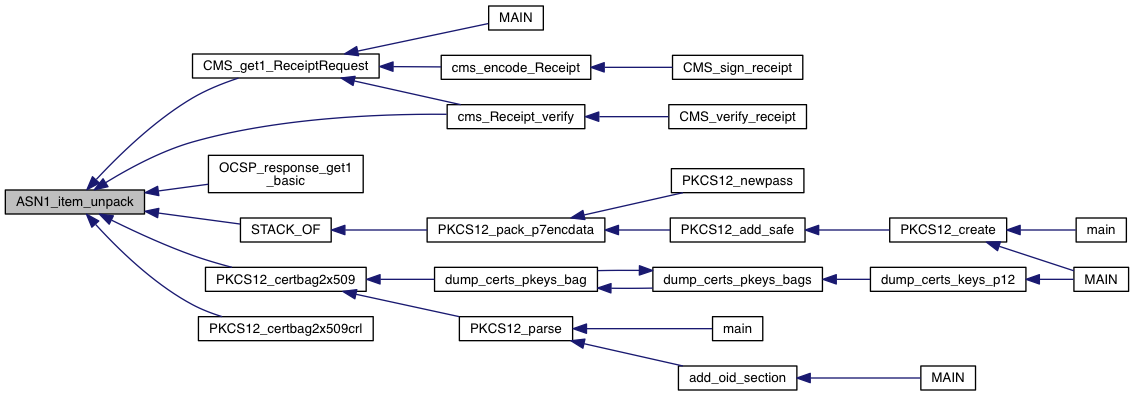 MAIN
CMS_get1_ReceiptRequest
cms_encode_Receipt
CMS_sign_receipt
cms_Receipt_verify
CMS_verify_receipt
OCSP_response_get1
_basic
PKCS12_newpass
ASN1_item_unpack
STACK_OF
PKCS12_pack_p7encdata
PKCS12_add_safe
PKCS12_create
main
PKCS12_certbag2x509
dump_certs_pkeys_bag
dump_certs_pkeys_bags
dump_certs_keys_p12
MAIN
PKCS12_certbag2x509crl
PKCS12_parse
main
add_oid_section
MAIN